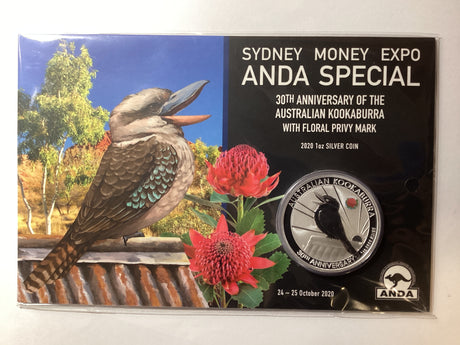 SYDNEY MONEY EXPO
ANDA SPECIAL
30TH ANNIVERSARY OF THE
AUSTRALIAN KOOKABURRA
WITH FLORAL PRIVY MARK
2020 1oz SILVER COIN
AUSTRALIAN KOOKABURRA
30TH ANNIVERSARY
24 – 25 October 2020
ANDA